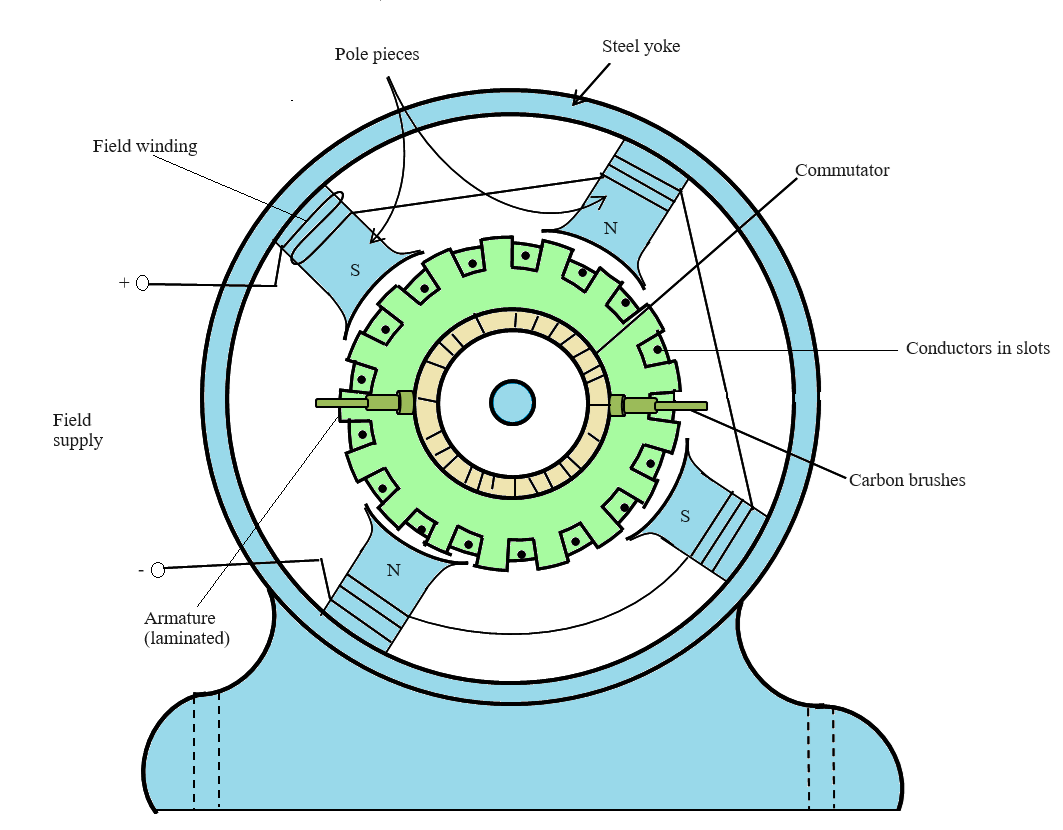 Pole pieces
Steel yoke
Field winding
Commutator
N
S
+
Conductors in slots
Field
supply
Carbon brushes
S
-
N
Armature
(laminated)